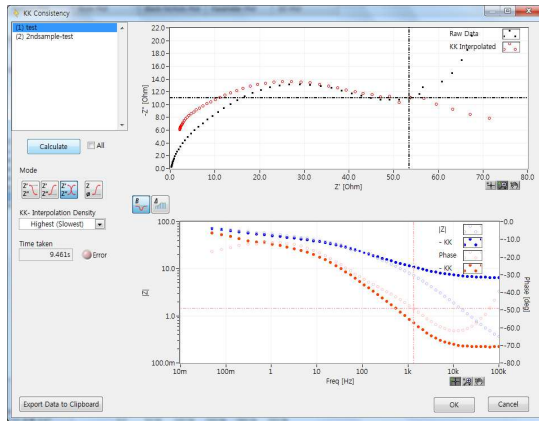 KK Consistency
(1) test
(2) 2ndsample-test
Calculate
All
Mode
Z'
Z"
Z'
Z"
Z'
Z"
Z
ø
KK- Interpolation Density
Highest (Slowest)
Time taken
9.461s
Error
Export Data to Clipboard
22.0
20.0
18.0
16.0
14.0
12.0
10.0
8.0
6.0
4.0
2.0
0.0
-Z" [Ohm]
0.0
10.0
20.0
30.0
40.0
50.0
60.0
70.0
80.0
Z' [Ohm]
Raw Data
KK Interpolated
100.0
10.0
1.0
100.0m
|Z|
10m
100m
1
10
100
1k
10k
100k
Freq [Hz]
|Z|
- KK
Phase
- KK
0.0
-10.0
-20.0
-30.0
-40.0
-50.0
-60.0
-70.0
-80.0
Phase [deg]
OK
Cancel